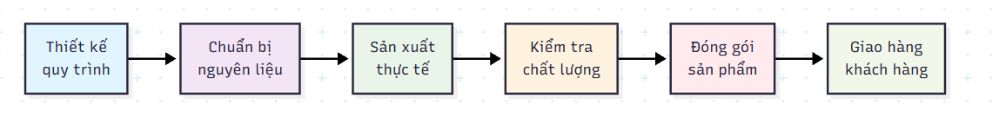 Thiết kế
quy trình
Chuẩn bị
nguyên liệu
Sản xuất
thực tế
Kiểm tra
chất lượng
Đóng gói
sản phẩm
Giao hàng
khách hàng